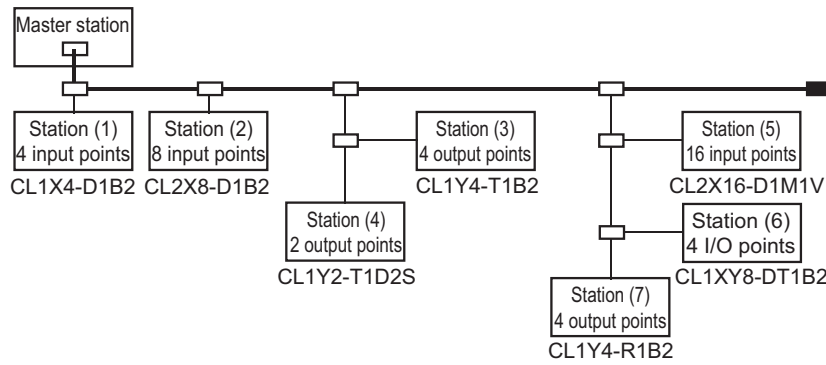 Master station
Station (1)
4 input points
CL1X4-D1B2
Station (2)
8 input points
CL2X8-D1B2
Station (3)
4 output points
CL1Y4-T1B2
Station (4)
2 output points
CL1Y2-T1D2S
Station (5)
16 input points
CL2X16-D1M1V
Station (6)
4 I/O points
CL1XY8-DT1B2
Station (7)
4 output points
CL1Y4-R1B2